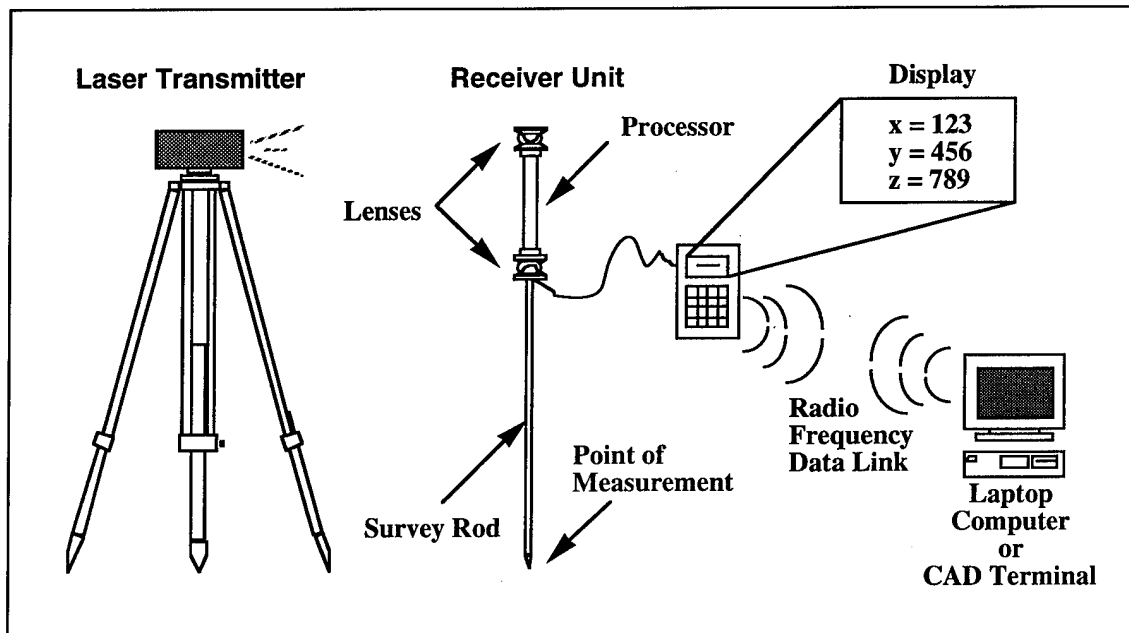 Laser Transmitter
Receiver Unit
Display
x = 123
y = 456
z = 789
Processor
Lenses
Radio
Frequency
Data Link
Point of
Measurement
Survey Rod
Laptop
Computer
or
CAD Terminal